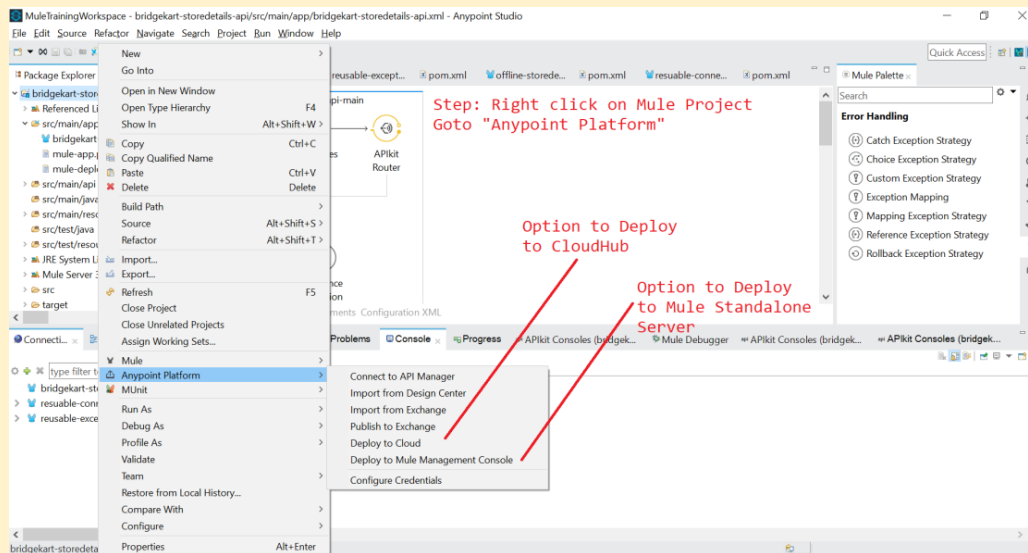 MuleTrainingWorkspace - bridgekart-storedetails-api/src/main/app/bridgekart-storedetails-api.xml - Anypoint Studio
File Edit Source Refactor Navigate Search Project Run Window Help
Quick Access
Package Explorer
reusable-except...
pom.xml
offline-storede...
pom.xml
resuable-conne...
pom.xml
Mule Palette
bridgekart-stor
Referenced Li
src/main/app
bridgekart
mule-app.p
mule-depl
src/main/api
src/main/java
src/main/reso
src/test/java
src/test/resou
JRE System L
Mule Server 3
src
target
New
Go Into
Open in New Window
Open Type Hierarchy F4
Show In Alt+Shift+W
Copy Ctrl+C
Copy Qualified Name
Paste Ctrl+V
Delete Delete
Build Path
Source Alt+Shift+S
Refactor Alt+Shift+T
Import...
Export...
Refresh F5
Close Project
Close Unrelated Projects
Assign Working Sets...
Mule
Anypoint Platform
MUnit
Run As
Debug As
Profile As
Validate
Team
Restore from Local History...
Compare With
Configure
Properties Alt+Enter
pi-main
es
APIkit
Router
nce
ion
ments Configuration XML
Step: Right click on Mule Project
Goto "Anypoint Platform"
Option to Deploy
to CloudHub
Option to Deploy
to Mule Standalone
Server
Search
Error Handling
Catch Exception Strategy
Choice Exception Strategy
Custom Exception Strategy
Exception Mapping
Mapping Exception Strategy
Reference Exception Strategy
Rollback Exception Strategy
Connecti...
Problems
Console
Progress
APIkit Consoles (bridgek...
Mule Debugger
APIkit Consoles (bridgek...
APIkit Consoles (bridgek...
type filter t
bridgekart-st
resuable-conn
reusable-exce
Connect to API Manager
Import from Design Center
Import from Exchange
Publish to Exchange
Deploy to Cloud
Deploy to Mule Management Console
Configure Credentials
bridgekart-storedeta